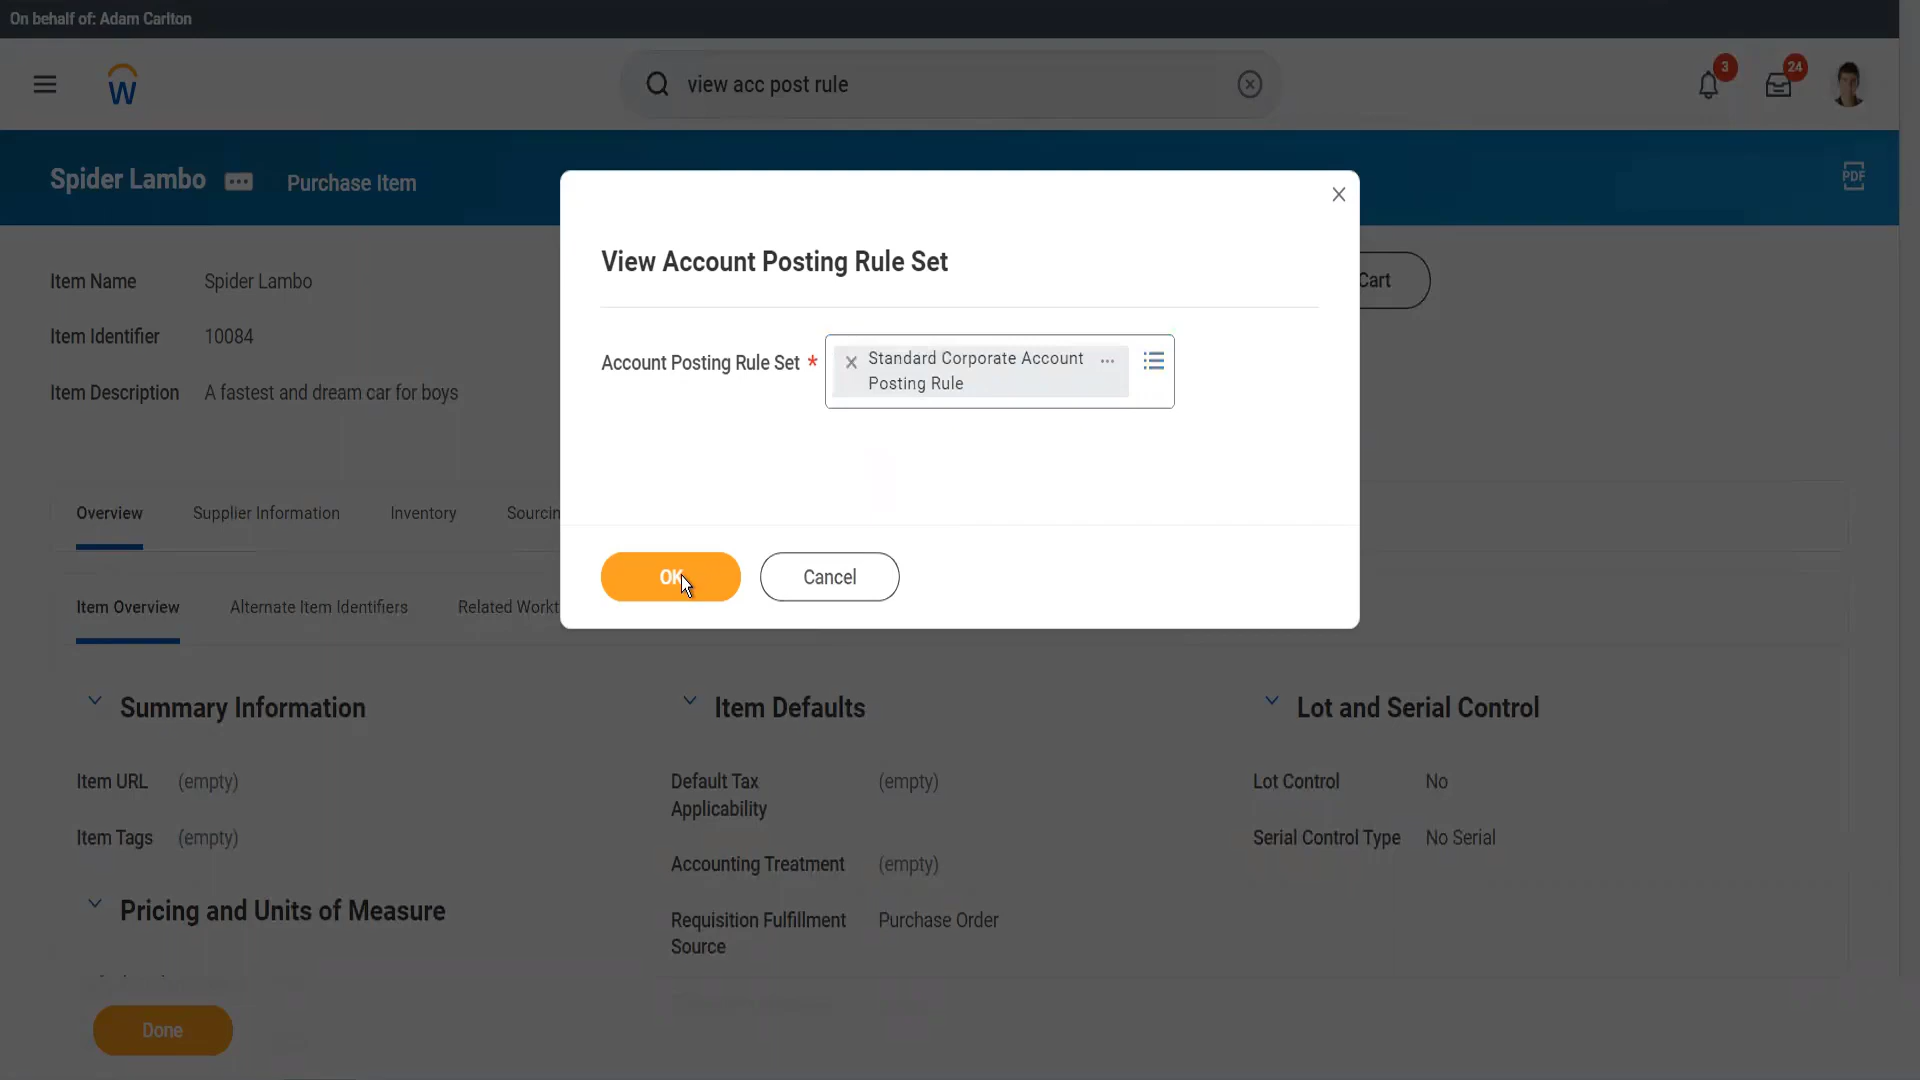 On behalf of: Adam Carlton
view acc post rule
3
24
Spider Lambo
Purchase Item
PDF
Item Name Spider Lambo
Cart
Item Identifier 10084
Item Description A fastest and dream car for boys
View Account Posting Rule Set
Account Posting Rule Set * Standard Corporate Account
Posting Rule
OK
Cancel
Overview Supplier Information Inventory
Item Overview Alternate Item Identifiers Related
Summary Information
Item URL (empty)
Item Tags (empty)
Pricing and Units of Measure
Item Defaults
Default Tax (empty)
Applicability
Accounting Treatment (empty)
Requisition Fulfillment Purchase Order
Source
Lot and Serial Control
Lot Control No
Serial Control Type No Serial
Done